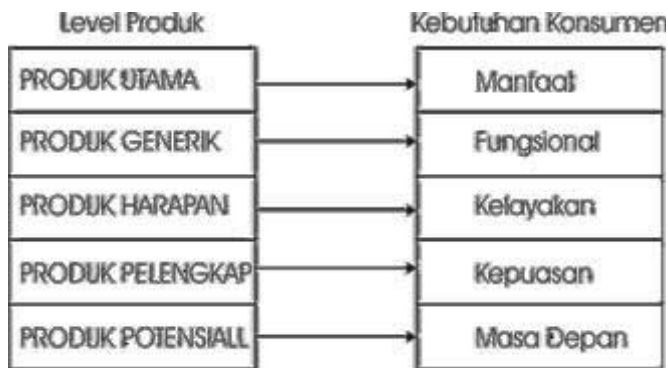 Level Produk Kebutuhan Konsumen
PRODUK UTAMA Manfaat
PRODUK GENERIK Fungsional
PRODUK HARAPAN Kelayakan
PRODUK PELENGKAP Kepuasan
PRODUK POTENSIALL Masa Depan